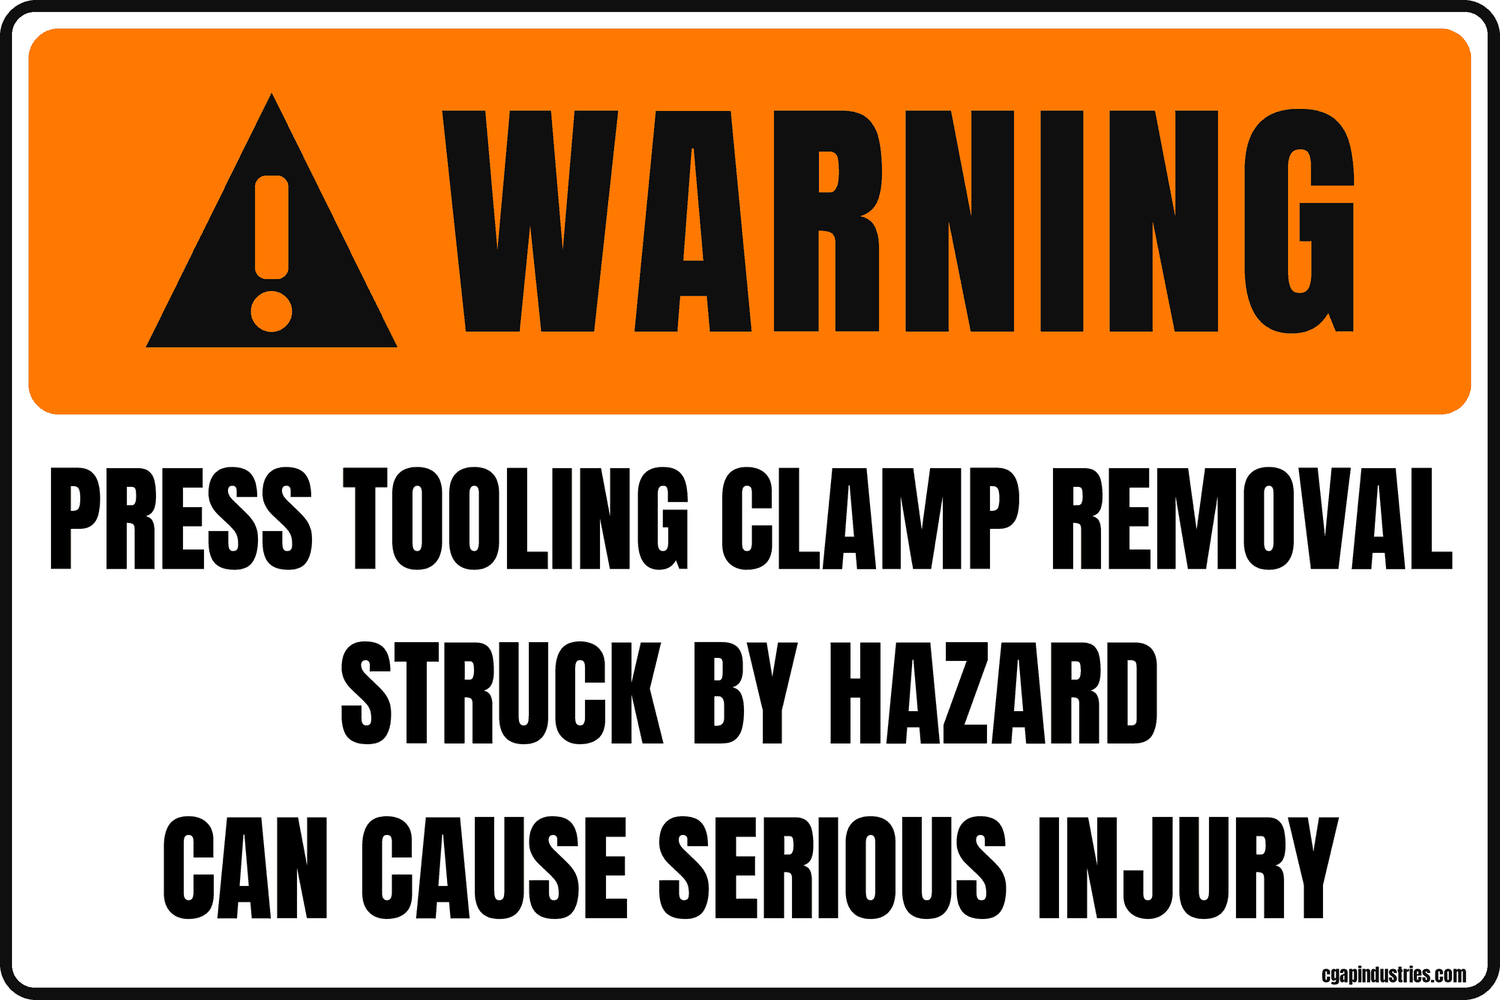 WARNING
PRESS TOOLING CLAMP REMOVAL
STRUCK BY HAZARD
CAN CAUSE SERIOUS INJURY
cgapindustries.com